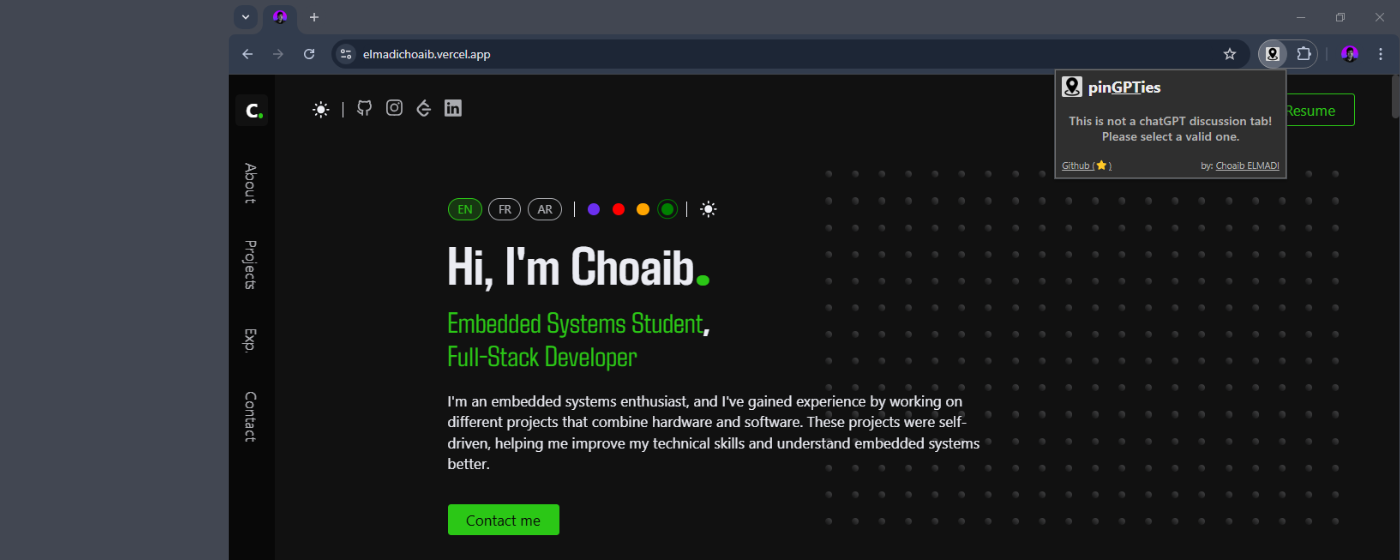 elmadichoaib.vercel.app
pinGPTies
This is not a chatGPT discussion tab!
Please select a valid one.
Github (⭐)
by: Choaib ELMADI
C.
Resume
About
Projects
Exp.
Contact
EN FR AR
Hi, I'm Choaib.
Embedded Systems Student,
Full-Stack Developer
I'm an embedded systems enthusiast, and I've gained experience by working on
different projects that combine hardware and software. These projects were self-
driven, helping me improve my technical skills and understand embedded systems
better.
Contact me